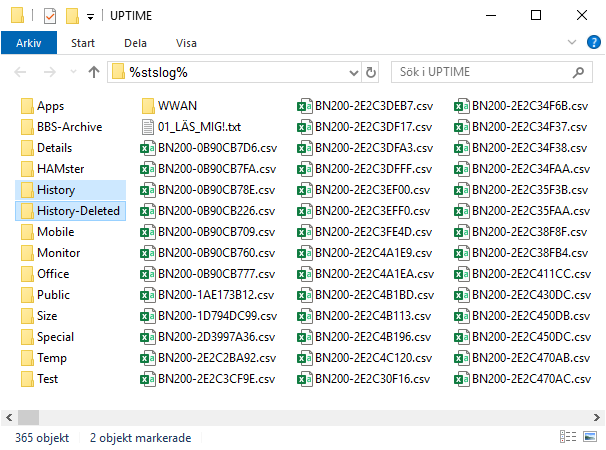 UPTIME
Arkiv Start Dela Visa
%stslog% Sök i UPTIME
Apps
BBS-Archive
Details
HAMster
History
History-Deleted
Mobile
Monitor
Office
Public
Size
Special
Temp
Test
WWAN
01_LÄS_MIG!.txt
BN200-0B90CB7D6.csv
BN200-0B90CB7FA.csv
BN200-0B90CB78E.csv
BN200-0B90CB226.csv
BN200-0B90CB709.csv
BN200-0B90CB760.csv
BN200-0B90CB777.csv
BN200-1AE173B12.csv
BN200-1D794DC99.csv
BN200-2D3997A36.csv
BN200-2E2C2BA92.csv
BN200-2E2C3CF9E.csv
BN200-2E2C3DEB7.csv
BN200-2E2C3DF17.csv
BN200-2E2C3DFA3.csv
BN200-2E2C3DFFF.csv
BN200-2E2C3EF00.csv
BN200-2E2C3EFF0.csv
BN200-2E2C3FE4D.csv
BN200-2E2C4A1E9.csv
BN200-2E2C4A1EA.csv
BN200-2E2C4B1BD.csv
BN200-2E2C4B113.csv
BN200-2E2C4B196.csv
BN200-2E2C4C120.csv
BN200-2E2C30F16.csv
BN200-2E2C34F6B.csv
BN200-2E2C34F37.csv
BN200-2E2C34F38.csv
BN200-2E2C34FAA.csv
BN200-2E2C35F3B.csv
BN200-2E2C35FAA.csv
BN200-2E2C38F8F.csv
BN200-2E2C38FB4.csv
BN200-2E2C411CC.csv
BN200-2E2C430DC.csv
BN200-2E2C450DB.csv
BN200-2E2C450DC.csv
BN200-2E2C470AB.csv
BN200-2E2C470AC.csv
365 objekt 2 objekt markerade